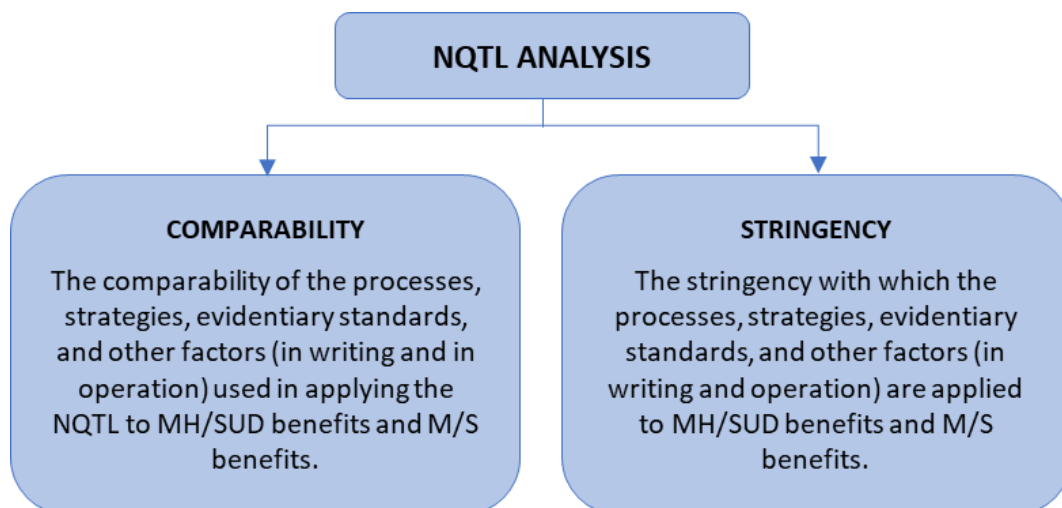 NQTL ANALYSIS
COMPARABILITY
The comparability of the processes,
strategies, evidentiary standards,
and other factors (in writing and in
operation) used in applying the
NQTL to MH/SUD benefits and M/S
benefits.
STRINGENCY
The stringency with which the
processes, strategies, evidentiary
standards, and other factors (in
writing and operation) are applied
to MH/SUD benefits and M/S
benefits.